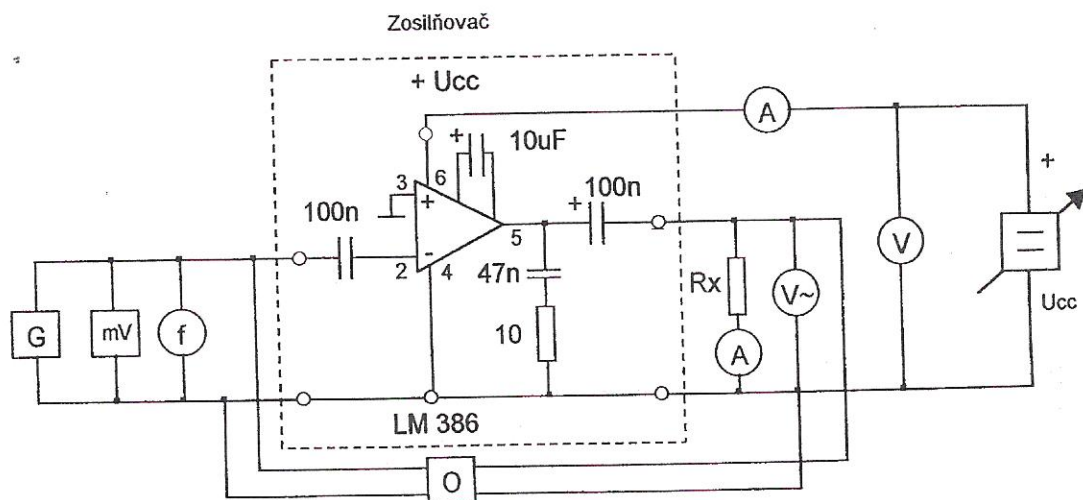 Zosilňovač
+ Ucc
A
+
10uF
+
3
6
+
100n
+
100n
5
-
2
4
47n
V
Rx
V~
Ucc
G
mV
f
10
A
LM 386
O